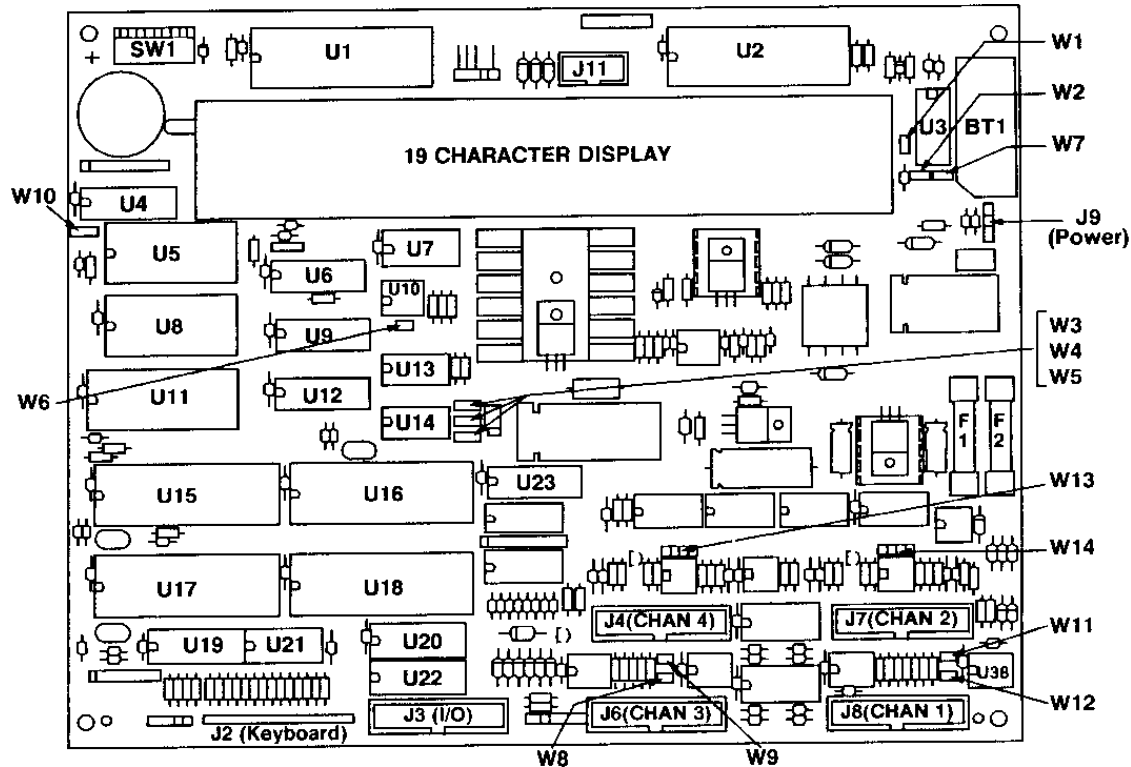 SW1
U1
J11
U2
W1
W2
U3
BT1
W7
19 CHARACTER DISPLAY
W10
U4
J9
(Power)
U5
U7
U6
U10
U8
U9
W3
W4
W5
W6
U13
U11
U12
U14
F1
F2
U15
U16
U23
W13
W14
U17
U18
J4(CHAN 4)
J7(CHAN 2)
U19
U21
U20
W11
U22
U38
W12
J3 (I/O)
J6(CHAN 3)
J8(CHAN 1)
J2 (Keyboard)
W8
W9